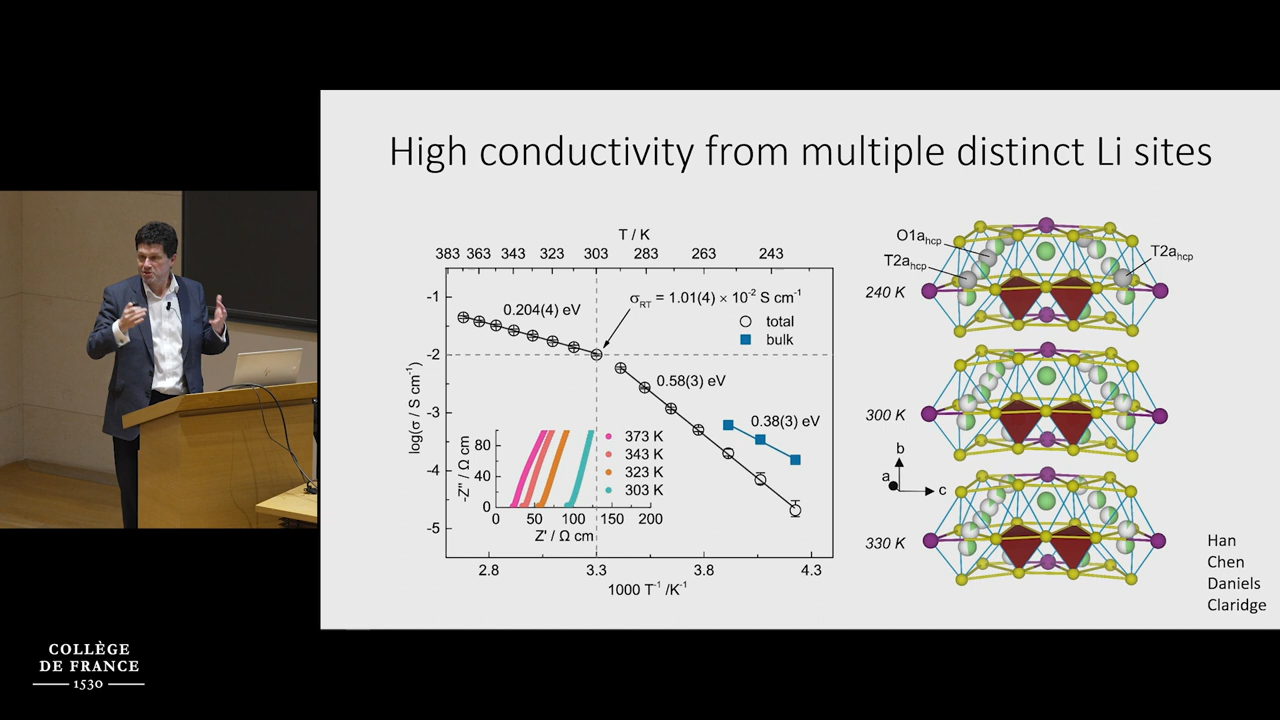 High conductivity from multiple distinct Li sites
T / K
383 363 343 323 303 283 263 243
σRT = 1.01(4) × 10⁻² S cm⁻¹
0.204(4) eV
total
bulk
0.58(3) eV
0.38(3) eV
log(σ / S cm⁻¹)
-1
-2
-3
-4
-5
-Z'' / Ω cm
80
40
0
0 50 100 150 200
Z' / Ω cm
373 K
343 K
323 K
303 K
2.8 3.3 3.8 4.3
1000 T⁻¹ /K⁻¹
O1ahcp
T2ahcp
T2ahcp
240 K
300 K
b
a
c
330 K
Han
Chen
Daniels
Claridge
COLLÈGE
DE FRANCE
1530